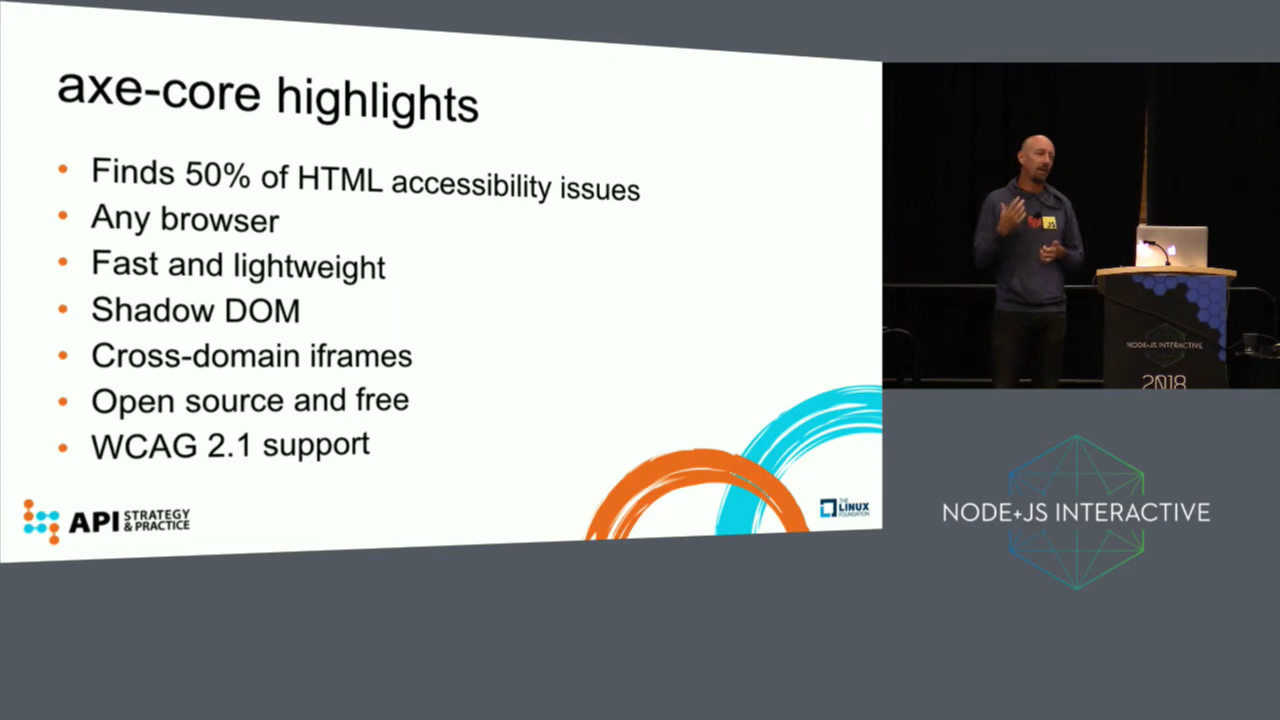 axe-core highlights
• Finds 50% of HTML accessibility issues
• Any browser
• Fast and lightweight
• Shadow DOM
• Cross-domain iframes
• Open source and free
• WCAG 2.1 support
API STRATEGY & PRACTICE
THE LINUX FOUNDATION
JS
NODE+JS INTERACTIVE
2018
NODE+JS INTERACTIVE